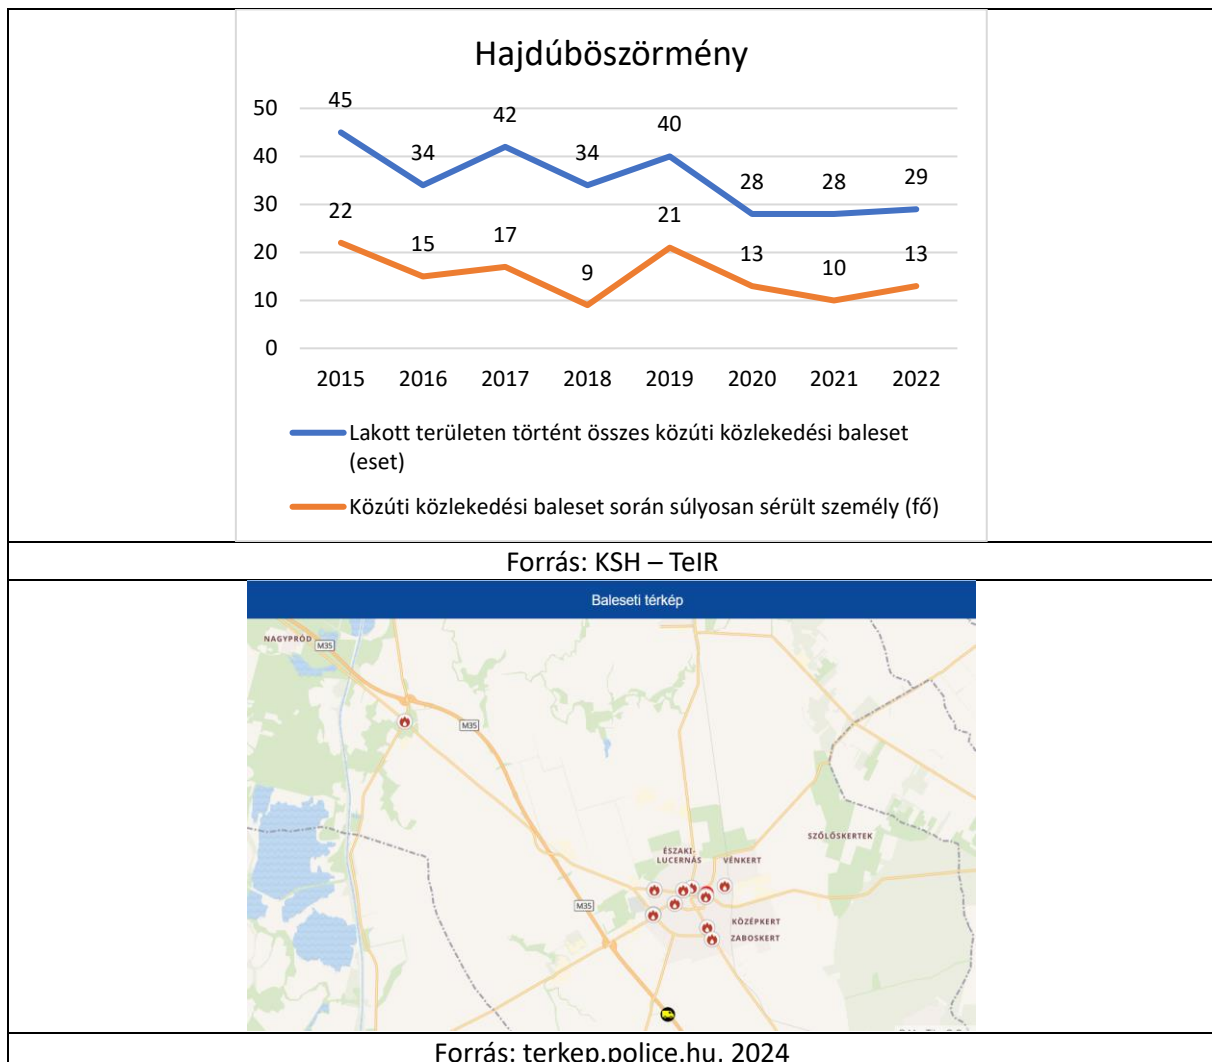 Hajdúböszörmény
50
40
30
20
10
0
45
34
42
34
40
28
28
29
22
15
17
9
21
13
10
13
2015 2016 2017 2018 2019 2020 2021 2022
Lakott területen történt összes közúti közlekedési baleset
(eset)
Közúti közlekedési baleset során súlyosan sérült személy (fő)
Forrás: KSH – TeIR
Baleseti térkép
NAGYPRÓD
M35
M35
SZŐLŐSKERTEK
ÉSZAKI-
LUCERNÁS
VÉNKERT
M35
KÖZÉPKERT
ZABOSKERT
Forrás: terkep.police.hu, 2024